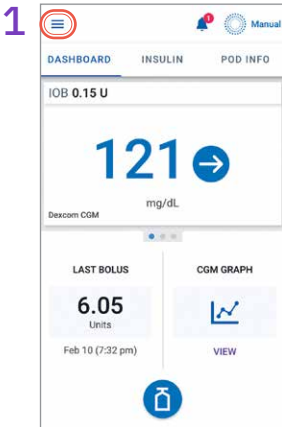 1
1
Manual
DASHBOARD INSULIN POD INFO
IOB 0.15 U
121
mg/dL
Dexcom CGM
LAST BOLUS CGM GRAPH
6.05
Units
Feb 10 (7:32 pm) VIEW